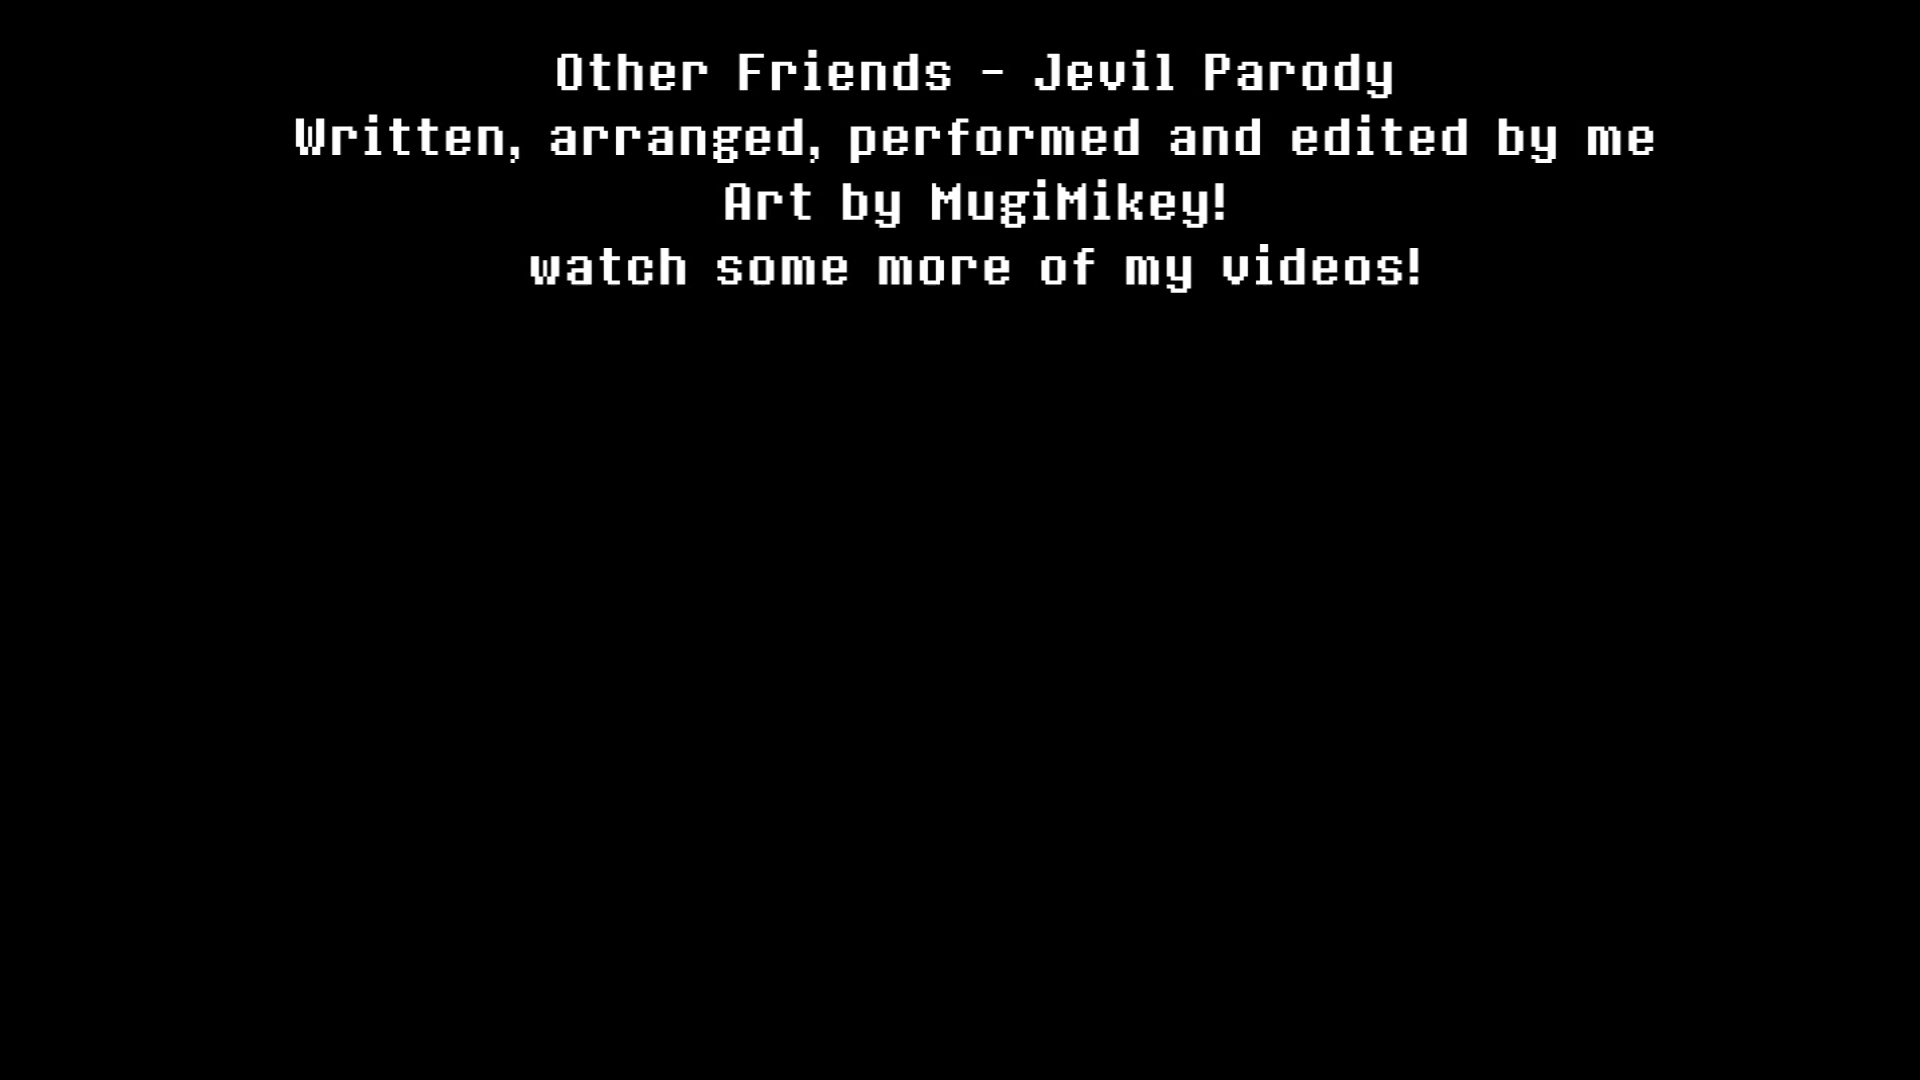 Other Friends - Jevil Parody
Written, arranged, performed and edited by me
Art by MugiMikey!
watch some more of my videos!